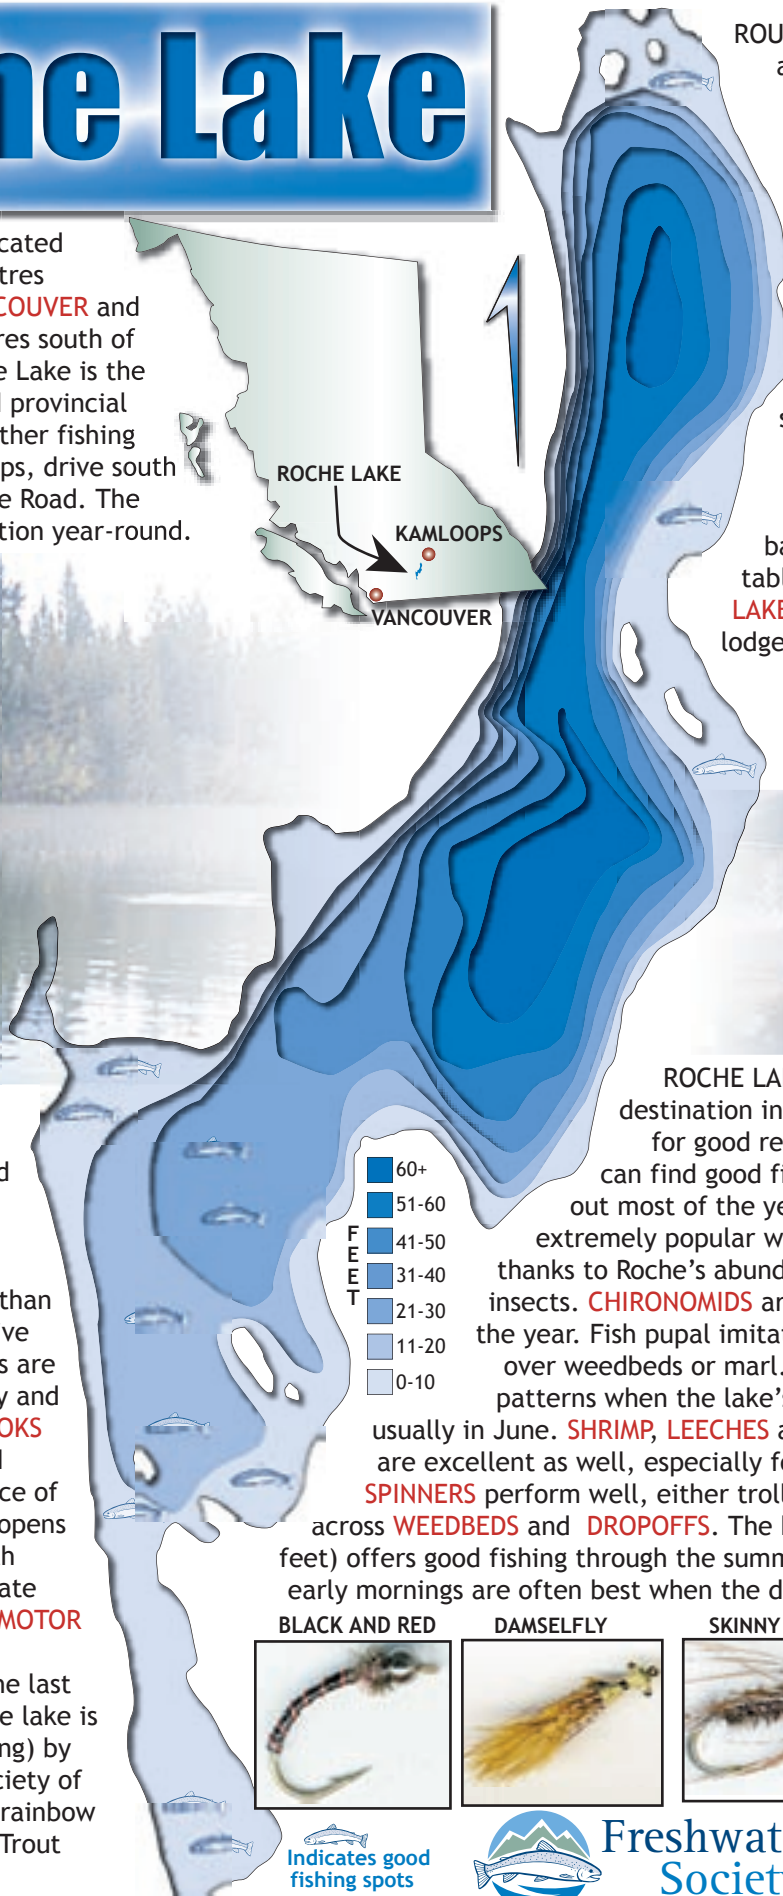 ne Lake
ROU
a
cated
tres
COUVER and
res south of
e Lake is the
provincial
ther fishing
ps, drive south
e Road. The
tion year-round.
ROCHE LAKE
KAMLOOPS
VANCOUVER
s
ba
tabl
LAKE
lodge
ROCHE LA
destination in
for good re
can find good fi
out most of the ye
extremely popular w
thanks to Roche’s abund
insects. CHIRONOMIDS an
the year. Fish pupal imitat
over weedbeds or marl.
patterns when the lake’s
usually in June. SHRIMP, LEECHES a
are excellent as well, especially fo
SPINNERS perform well, either troll
across WEEDBEDS and DROPOFFS. The l
feet) offers good fishing through the summ
early mornings are often best when the d
FEET
60+
51-60
41-50
31-40
21-30
11-20
0-10
d
than
ve
s are
y and
OKS
ce of
opens
h
ate
MOTOR
he last
e lake is
ng) by
ciety of
rainbow
Trout
BLACK AND RED
DAMSELFLY
SKINNY
Indicates good
fishing spots
Freshwat
Societ